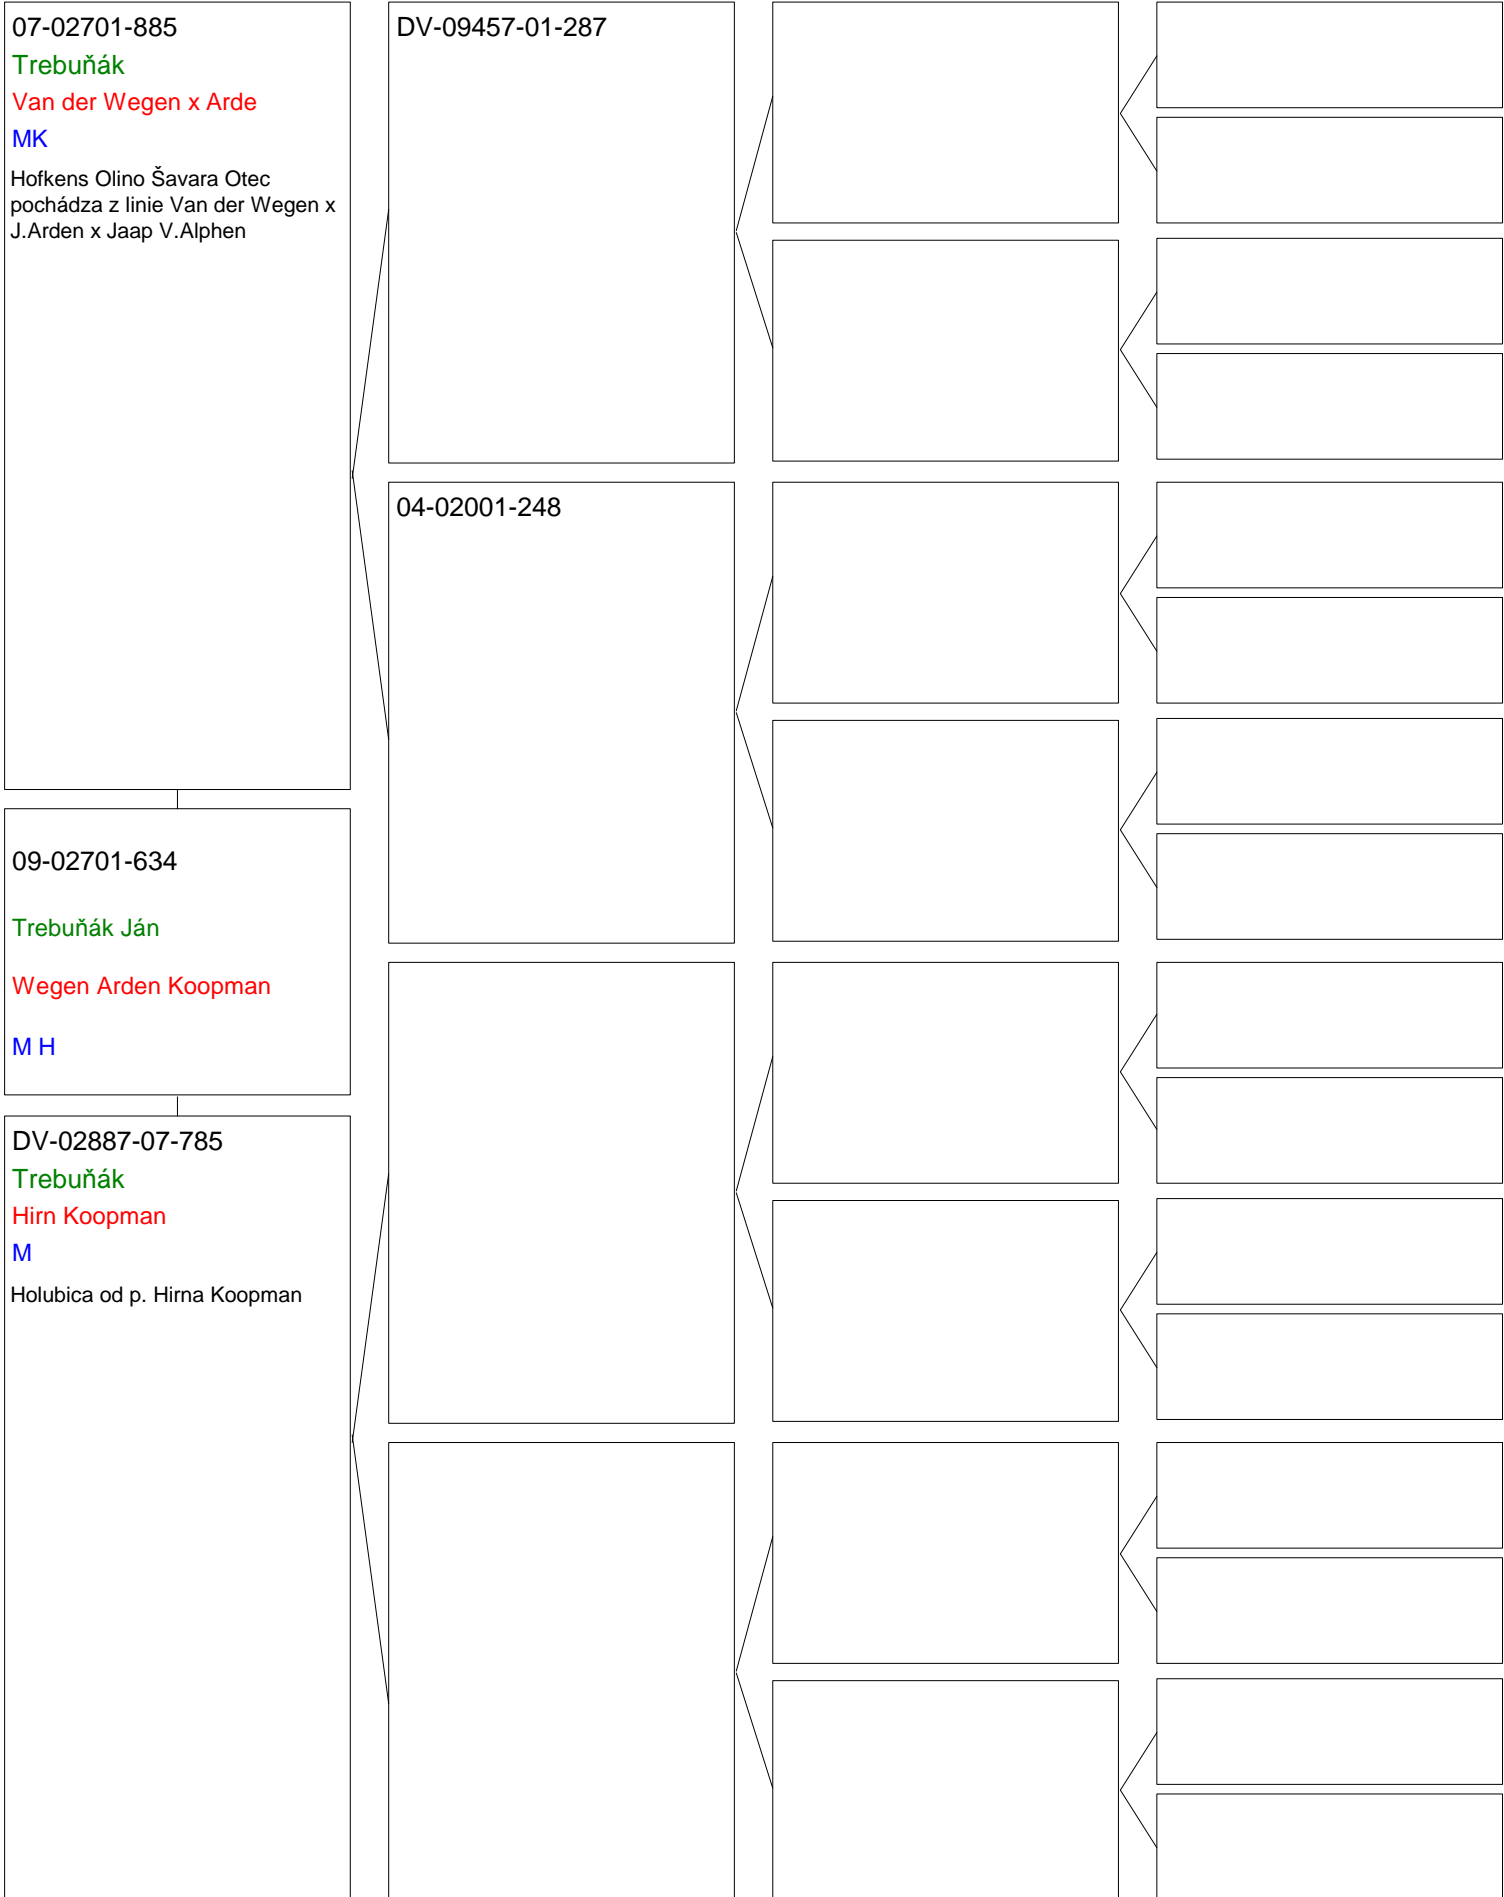 07-02701-885
Trebuňák
Van der Wegen x Arde
MK
Hofkens Olino Šavara Otec
pochádza z linie Van der Wegen x
J.Arden x Jaap V.Alphen
DV-09457-01-287
04-02001-248
09-02701-634
Trebuňák Ján
Wegen Arden Koopman
M H
DV-02887-07-785
Trebuňák
Hirn Koopman
M
Holubica od p. Hirna Koopman